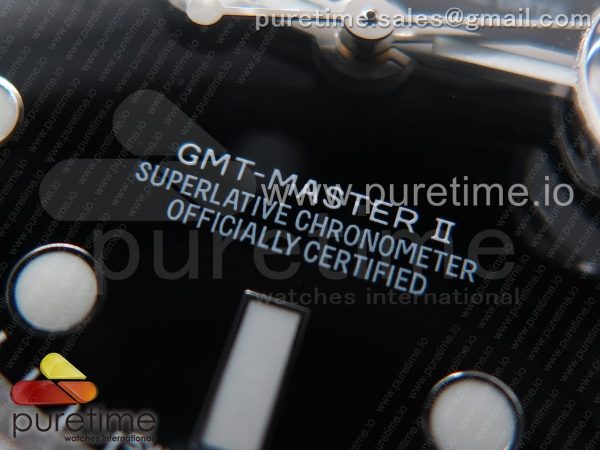 puretime.sales@gmail.com
GMT-MASTER II
www.puretime.io
SUPERLATIVE CHRONOMETER
OFFICIALLY CERTIFIED
puretime
watches international
puretime
watches international